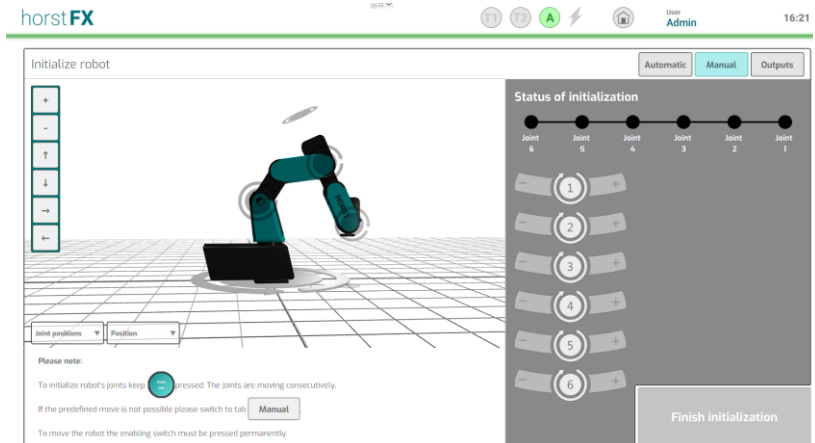 horstFX
T1 T2 A
User
Admin
16:21
Initialize robot
Automatic Manual Outputs
+
-
↑
↓
→
←
HORST
Joint positions ▼ Position ▼
Please note:
To initialize robot's joints keep pressed. The joints are moving consecutively.
If the predefined move is not possible please switch to tab Manual .
To move the robot the enabling switch must be pressed permanently.
Status of initialization
Joint 6 Joint 5 Joint 4 Joint 3 Joint 2 Joint 1
- 1 +
- 2 +
- 3 +
- 4 +
- 5 +
- 6 +
Finish initialization